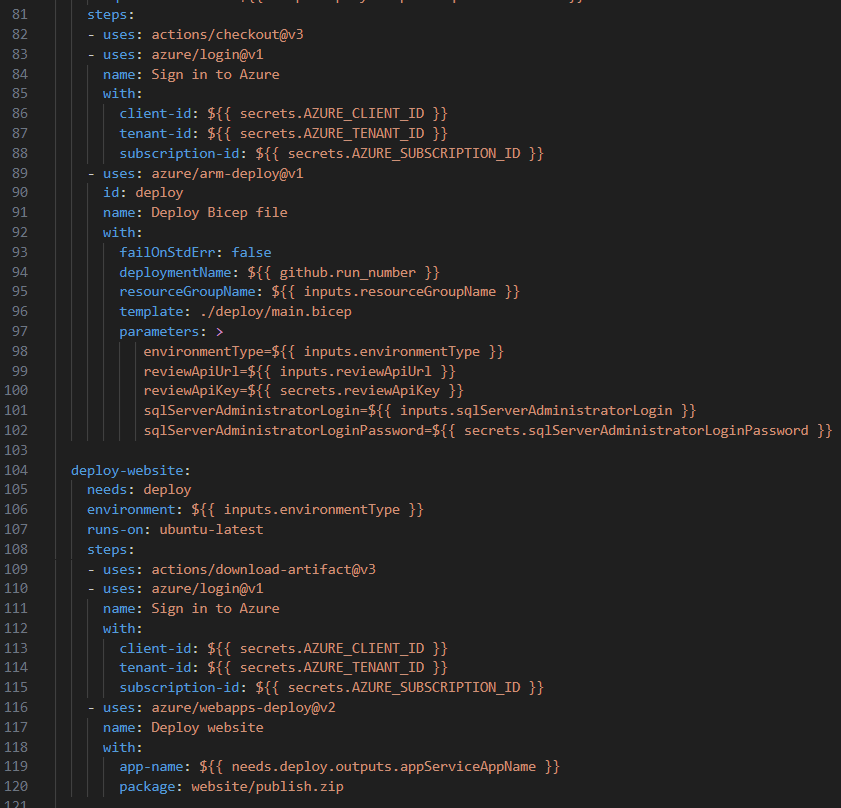 81 steps:
82 - uses: actions/checkout@v3
83 - uses: azure/login@v1
84 name: Sign in to Azure
85 with:
86 client-id: ${{ secrets.AZURE_CLIENT_ID }}
87 tenant-id: ${{ secrets.AZURE_TENANT_ID }}
88 subscription-id: ${{ secrets.AZURE_SUBSCRIPTION_ID }}
89 - uses: azure/arm-deploy@v1
90 id: deploy
91 name: Deploy Bicep file
92 with:
93 failOnStdErr: false
94 deploymentName: ${{ github.run_number }}
95 resourceGroupName: ${{ inputs.resourceGroupName }}
96 template: ./deploy/main.bicep
97 parameters: >
98 environmentType=${{ inputs.environmentType }}
99 reviewApiUrl=${{ inputs.reviewApiUrl }}
100 reviewApiKey=${{ secrets.reviewApiKey }}
101 sqlServerAdministratorLogin=${{ inputs.sqlServerAdministratorLogin }}
102 sqlServerAdministratorLoginPassword=${{ secrets.sqlServerAdministratorLoginPassword }}
103
104 deploy-website:
105 needs: deploy
106 environment: ${{ inputs.environmentType }}
107 runs-on: ubuntu-latest
108 steps:
109 - uses: actions/download-artifact@v3
110 - uses: azure/login@v1
111 name: Sign in to Azure
112 with:
113 client-id: ${{ secrets.AZURE_CLIENT_ID }}
114 tenant-id: ${{ secrets.AZURE_TENANT_ID }}
115 subscription-id: ${{ secrets.AZURE_SUBSCRIPTION_ID }}
116 - uses: azure/webapps-deploy@v2
117 name: Deploy website
118 with:
119 app-name: ${{ needs.deploy.outputs.appServiceAppName }}
120 package: website/publish.zip
121